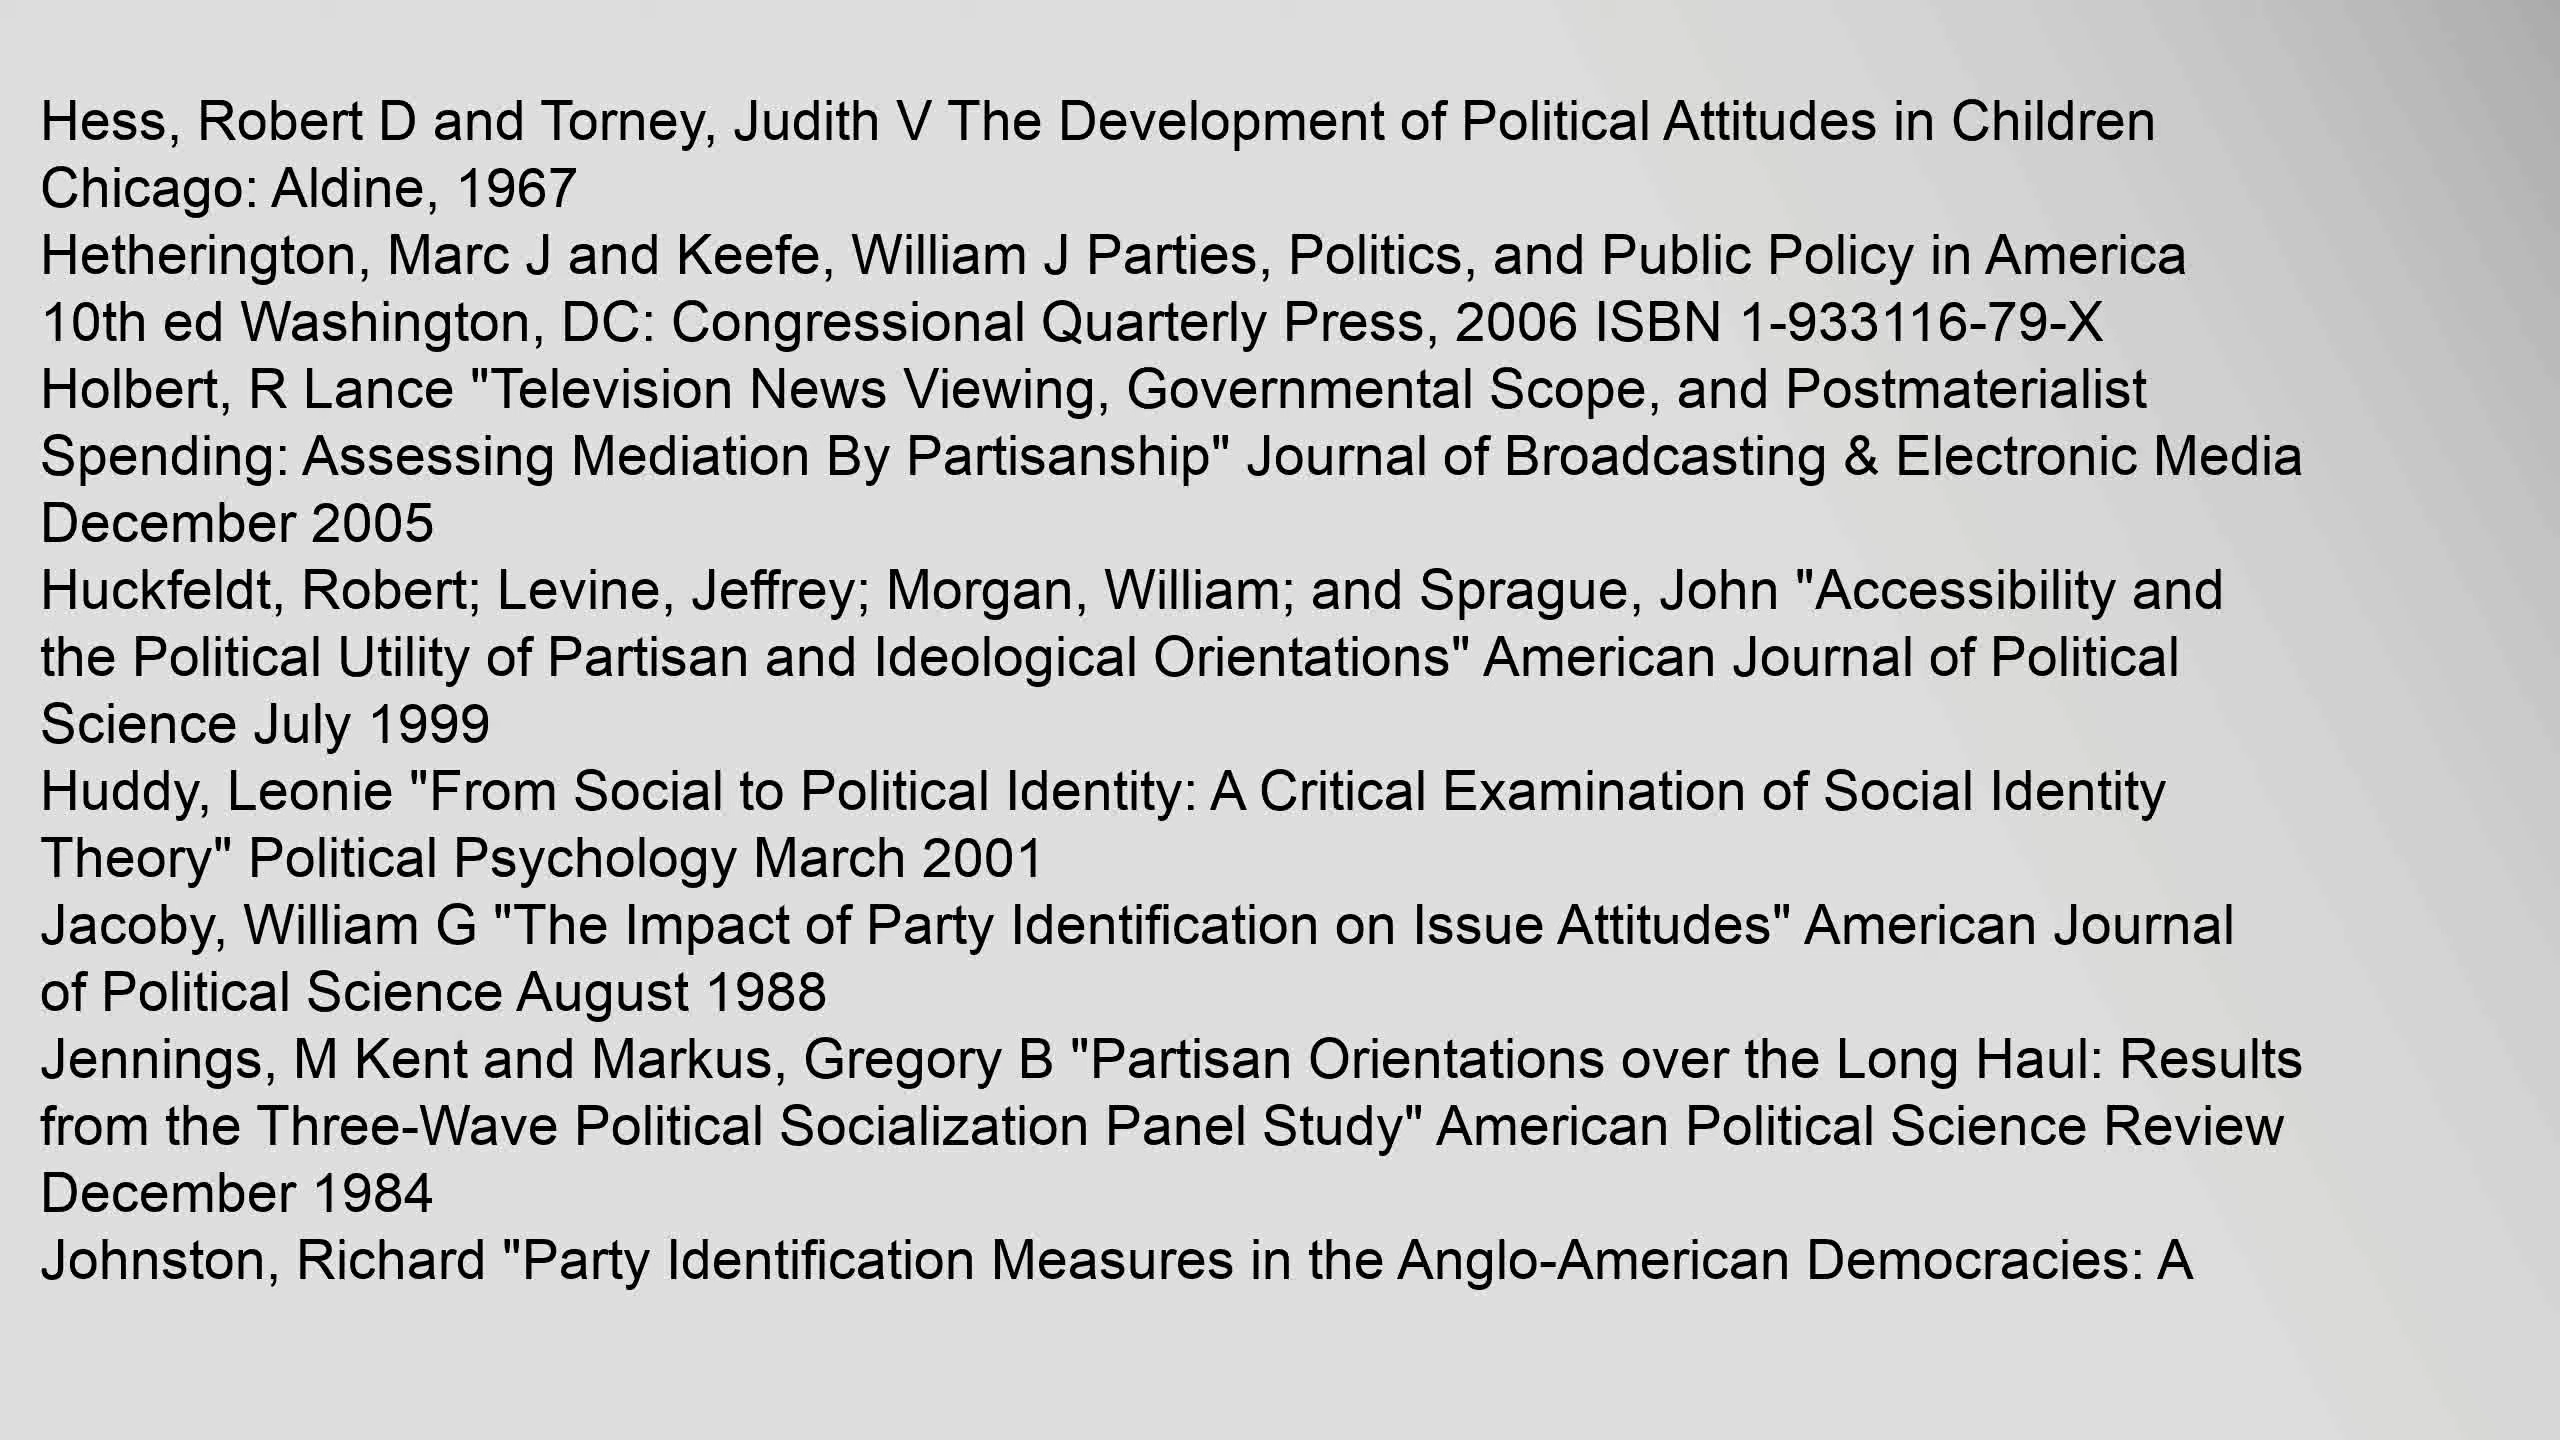 Hess, Robert D and Torney, Judith V The Development of Political Attitudes in Children
Chicago: Aldine, 1967
Hetherington, Marc J and Keefe, William J Parties, Politics, and Public Policy in America
10th ed Washington, DC: Congressional Quarterly Press, 2006 ISBN 1-933116-79-X
Holbert, R Lance "Television News Viewing, Governmental Scope, and Postmaterialist
Spending: Assessing Mediation By Partisanship" Journal of Broadcasting & Electronic Media
December 2005
Huckfeldt, Robert; Levine, Jeffrey; Morgan, William; and Sprague, John "Accessibility and
the Political Utility of Partisan and Ideological Orientations" American Journal of Political
Science July 1999
Huddy, Leonie "From Social to Political Identity: A Critical Examination of Social Identity
Theory" Political Psychology March 2001
Jacoby, William G "The Impact of Party Identification on Issue Attitudes" American Journal
of Political Science August 1988
Jennings, M Kent and Markus, Gregory B "Partisan Orientations over the Long Haul: Results
from the Three-Wave Political Socialization Panel Study" American Political Science Review
December 1984
Johnston, Richard "Party Identification Measures in the Anglo-American Democracies: A